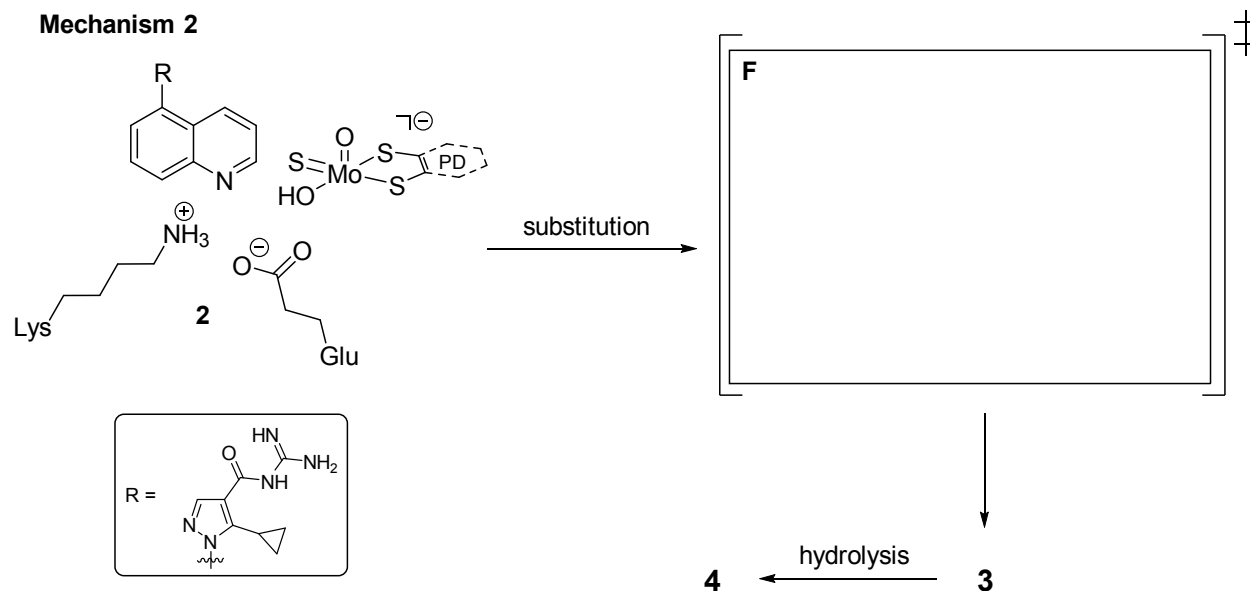 Mechanism 2
R
N
O
S
Mo
HO
S
S
PD
⊖
F
‡
⊕
NH3
⊖
O
O
Lys
2
Glu
substitution
R =
O
HN
NH2
NH
N
N
hydrolysis
4
3